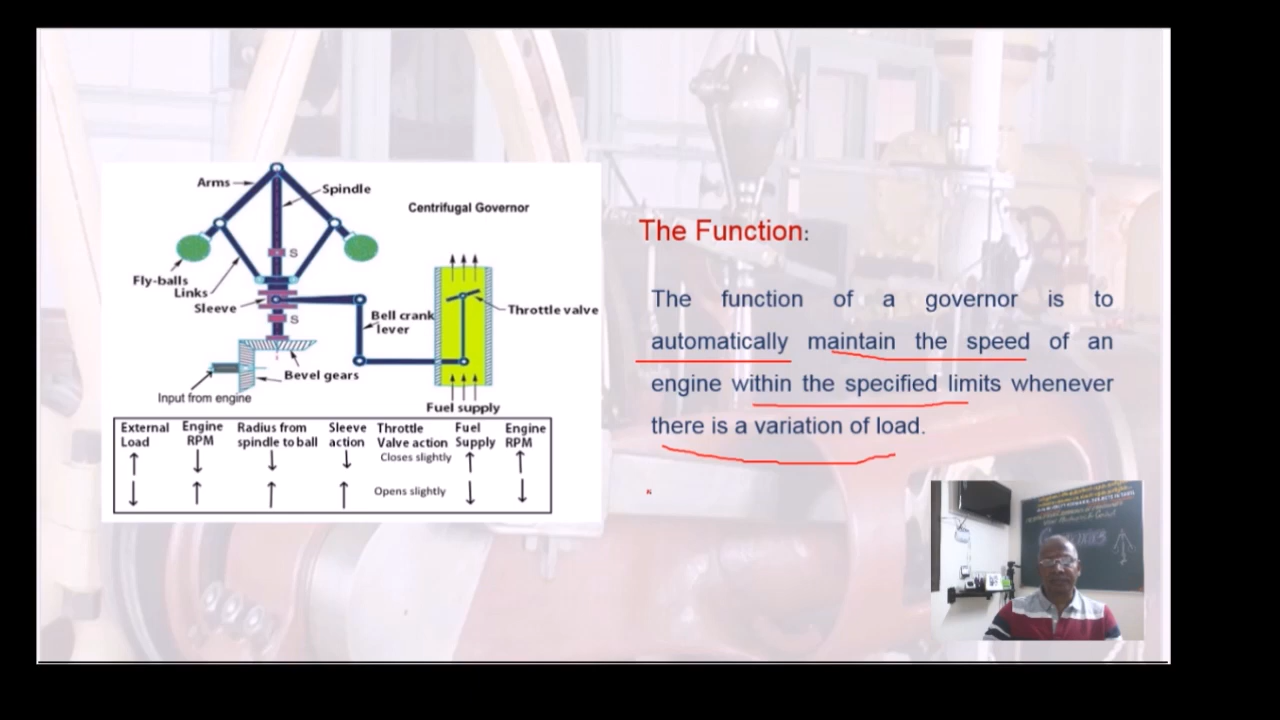 Arms
Spindle
Centrifugal Governor
S
Fly-balls
Links
Sleeve
S
Bell crank
lever
Throttle valve
Bevel gears
Input from engine
Fuel supply
External Load
Engine RPM
Radius from spindle to ball
Sleeve action
Throttle Valve action
Fuel Supply
Engine RPM
↑ ↓ ↓ ↓ Closes slightly ↑ ↑
↓ ↑ ↑ ↑ Opens slightly ↓ ↓
The Function:
The function of a governor is to
automatically maintain the speed of an
engine within the specified limits whenever
there is a variation of load.